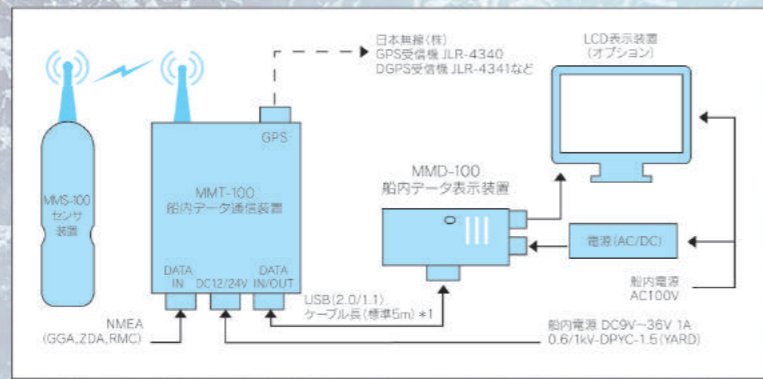 日本無線(株)
GPS受信機 JLR-4340
DGPS受信機 JLR-4341など
LCD表示装置
(オプション)
GPS
MMS-100
センサ
装置
MMT-100
船内データ通信装置
MMD-100
船内データ表示装置
電源(AC/DC)
船内電源
AC100V
DATA
IN
DC12/24V
DATA
IN/OUT
NMEA
(GGA,ZDA,RMC)
USB(2.0/1.1)
ケーブル長(標準5m)*1
船内電源 DC9V~36V 1A
0.6/1kV-DPYC-1.5(YARD)